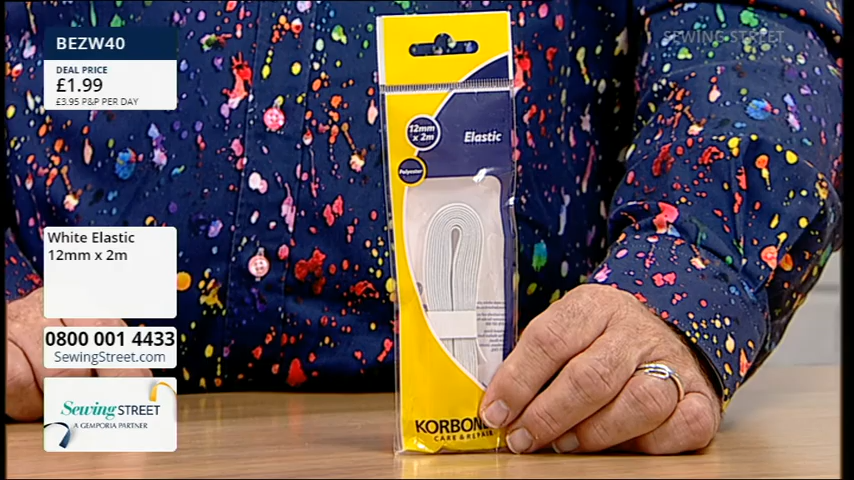 BEZW40
DEAL PRICE
£1.99
£3.95 P&P PER DAY
SEWING STREET
12mm
x 2m
Elastic
Polyester
White Elastic
12mm x 2m
0800 001 4433
SewingStreet.com
Sewing STREET
A GEMPORIA PARTNER
CARE & REPAIR